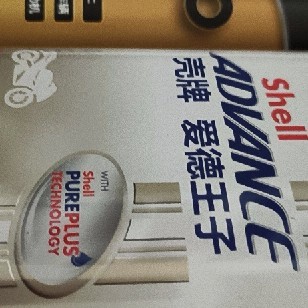 Shell
ADVANCE
壳牌 爱德王子
WITH
Shell
PUREPLUS
TECHNOLOGY